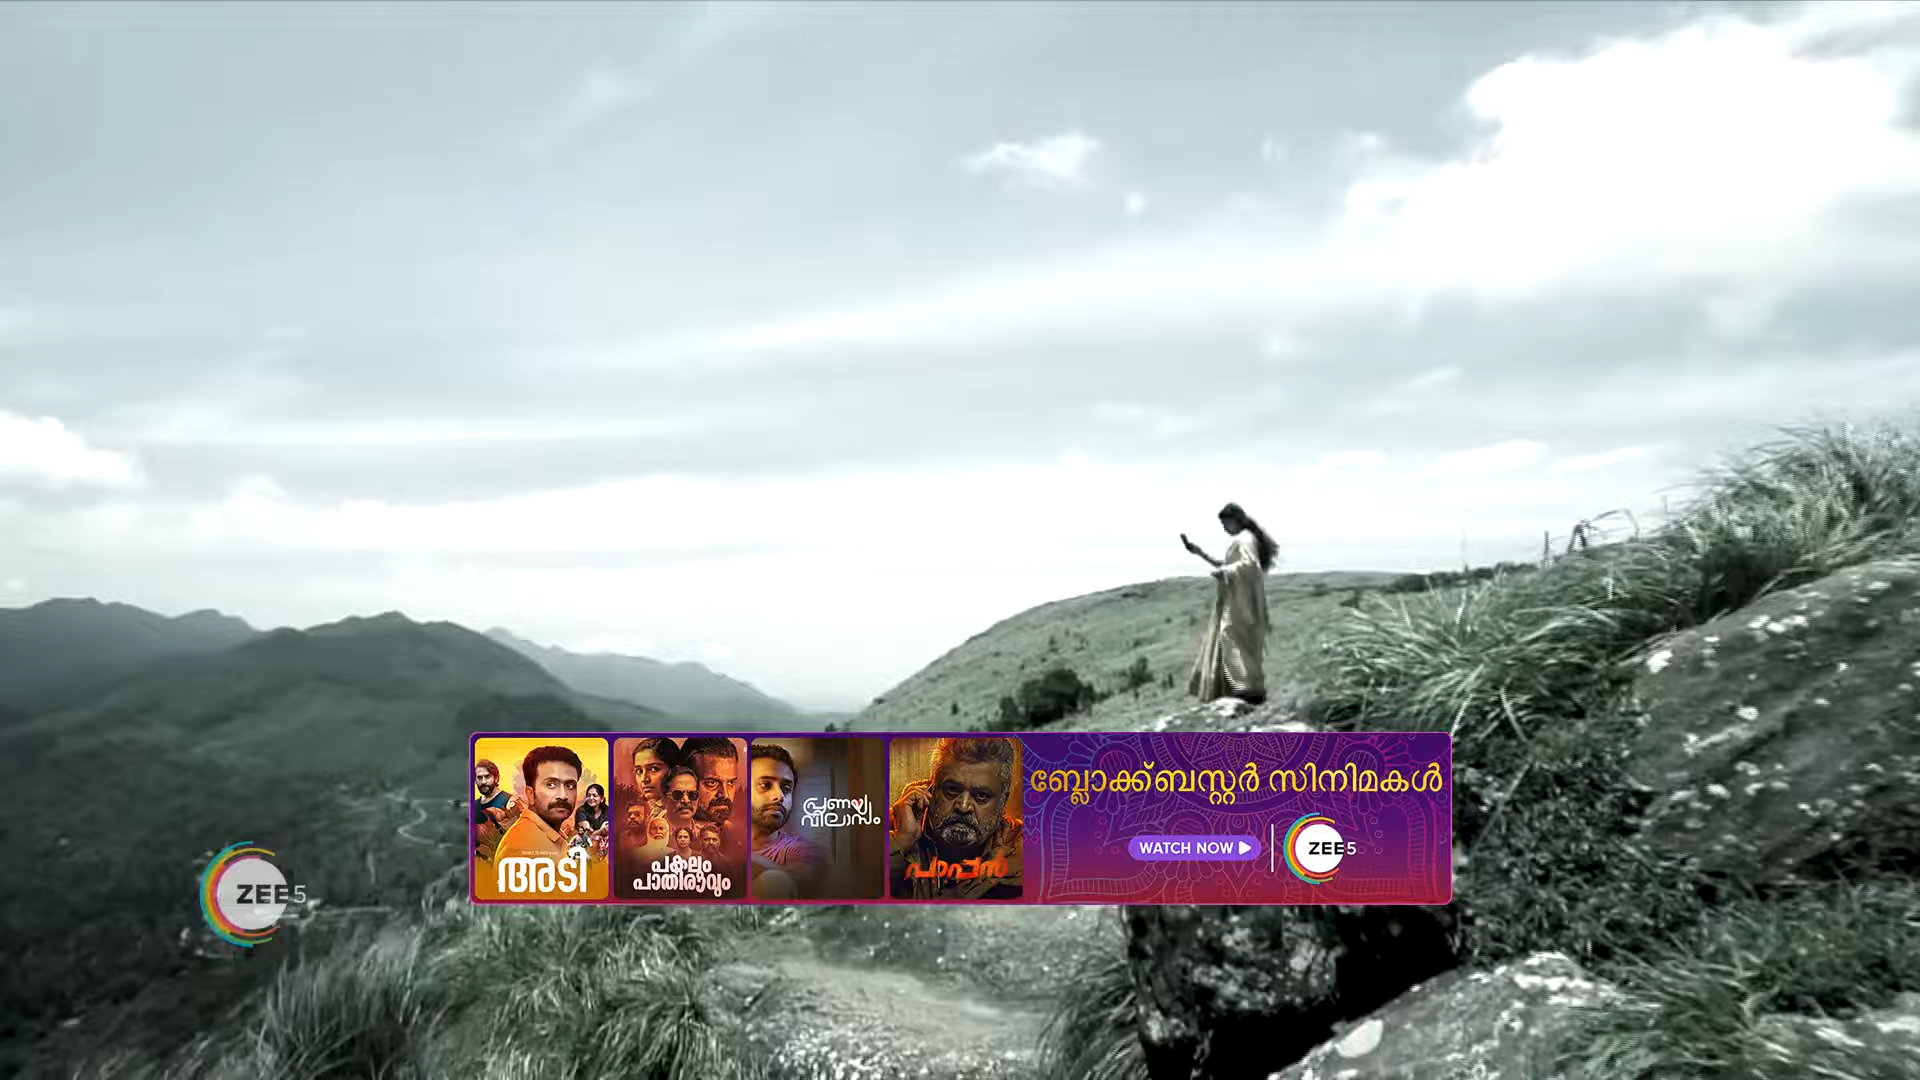 അടി
പകലും
പാതിരാവും
പ്രണയ
വിലാസം
പാപ്പൻ
ബ്ലോക്ക്ബസ്റ്റർ സിനിമകൾ
WATCH NOW
ZEE5
ZEE5